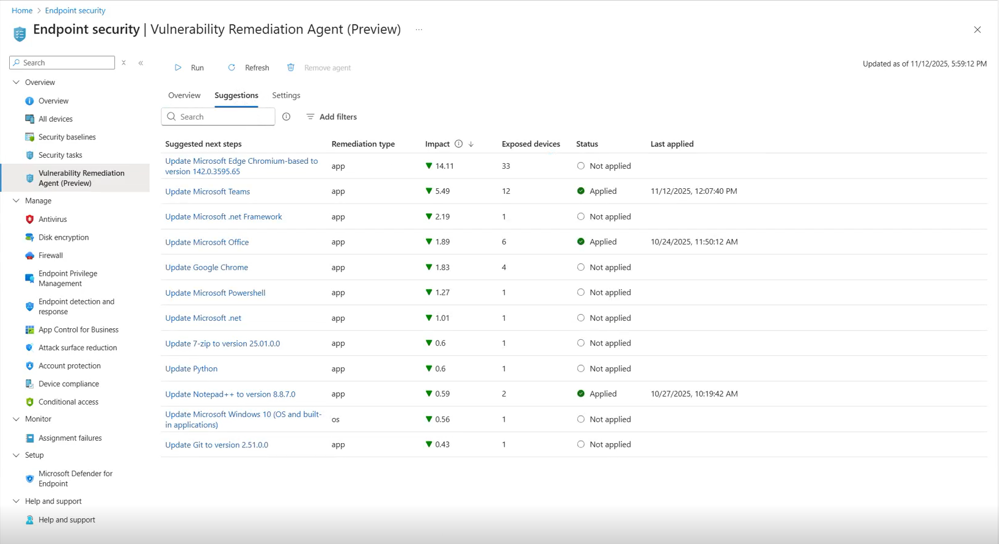 Home > Endpoint security
Endpoint security | Vulnerability Remediation Agent (Preview) ...
Search
Run
Refresh
Remove agent
Updated as of 11/12/2025, 5:59:12 PM
Overview
Overview
All devices
Security baselines
Security tasks
Vulnerability Remediation
Agent (Preview)
Manage
Antivirus
Disk encryption
Firewall
Endpoint Privilege
Management
Endpoint detection and
response
App Control for Business
Attack surface reduction
Account protection
Device compliance
Conditional access
Monitor
Assignment failures
Setup
Microsoft Defender for
Endpoint
Help and support
Help and support
Overview Suggestions Settings
Search
Add filters
Suggested next steps Remediation type Impact Exposed devices Status Last applied
Update Microsoft Edge Chromium-based to
version 142.0.3595.65 app 14.11 33 Not applied
Update Microsoft Teams app 5.49 12 Applied 11/12/2025, 12:07:40 PM
Update Microsoft .net Framework app 2.19 1 Not applied
Update Microsoft Office app 1.89 6 Applied 10/24/2025, 11:50:12 AM
Update Google Chrome app 1.83 4 Not applied
Update Microsoft Powershell app 1.27 1 Not applied
Update Microsoft .net app 1.01 1 Not applied
Update 7-zip to version 25.01.0.0 app 0.6 1 Not applied
Update Python app 0.6 1 Not applied
Update Notepad++ to version 8.8.7.0 app 0.59 2 Applied 10/27/2025, 10:19:42 AM
Update Microsoft Windows 10 (OS and built-
in applications) os 0.56 1 Not applied
Update Git to version 2.51.0.0 app 0.43 1 Not applied